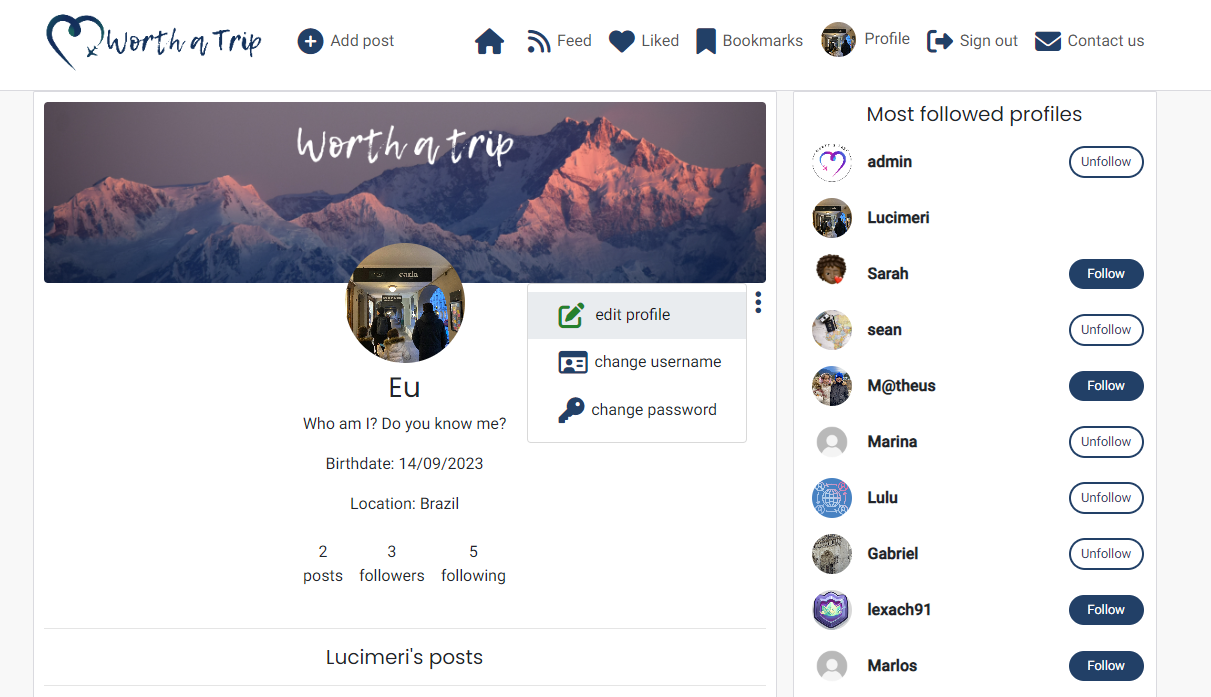 Worth a Trip
Add post
Feed
Liked
Bookmarks
Profile
Sign out
Contact us
Worth a trip
edit profile
change username
change password
Eu
Who am I? Do you know me?
Birthdate: 14/09/2023
Location: Brazil
2 3 5
posts followers following
Lucimeri's posts
Most followed profiles
admin Unfollow
Lucimeri
Sarah Follow
sean Unfollow
M@theus Follow
Marina Unfollow
Lulu Unfollow
Gabriel Unfollow
lexach91 Follow
Marlos Follow